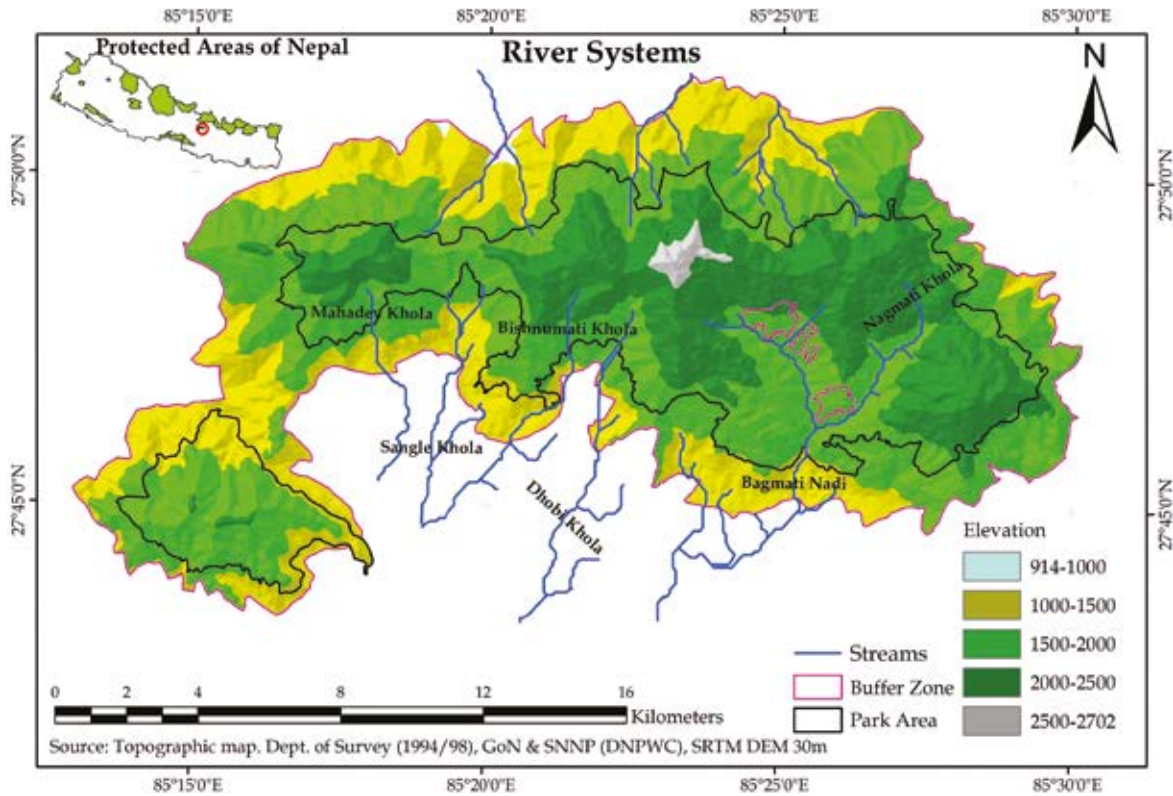 85°15'0"E 85°20'0"E 85°25'0"E 85°30'0"E
Protected Areas of Nepal
River Systems
N
27°50'0"N
27°50'0"N
Nagmati Khola
Mahadev Khola
Bishnumati Khola
Sangle Khola
Dhobi Khola
Bagmati Nadi
27°45'0"N
27°45'0"N
Elevation
914-1000
1000-1500
1500-2000
2000-2500
2500-2702
Streams
Buffer Zone
Park Area
0 2 4 8 12 16
Kilometers
Source: Topographic map. Dept. of Survey (1994/98), GoN & SNNP (DNPWC), SRTM DEM 30m
85°15'0"E 85°20'0"E 85°25'0"E 85°30'0"E